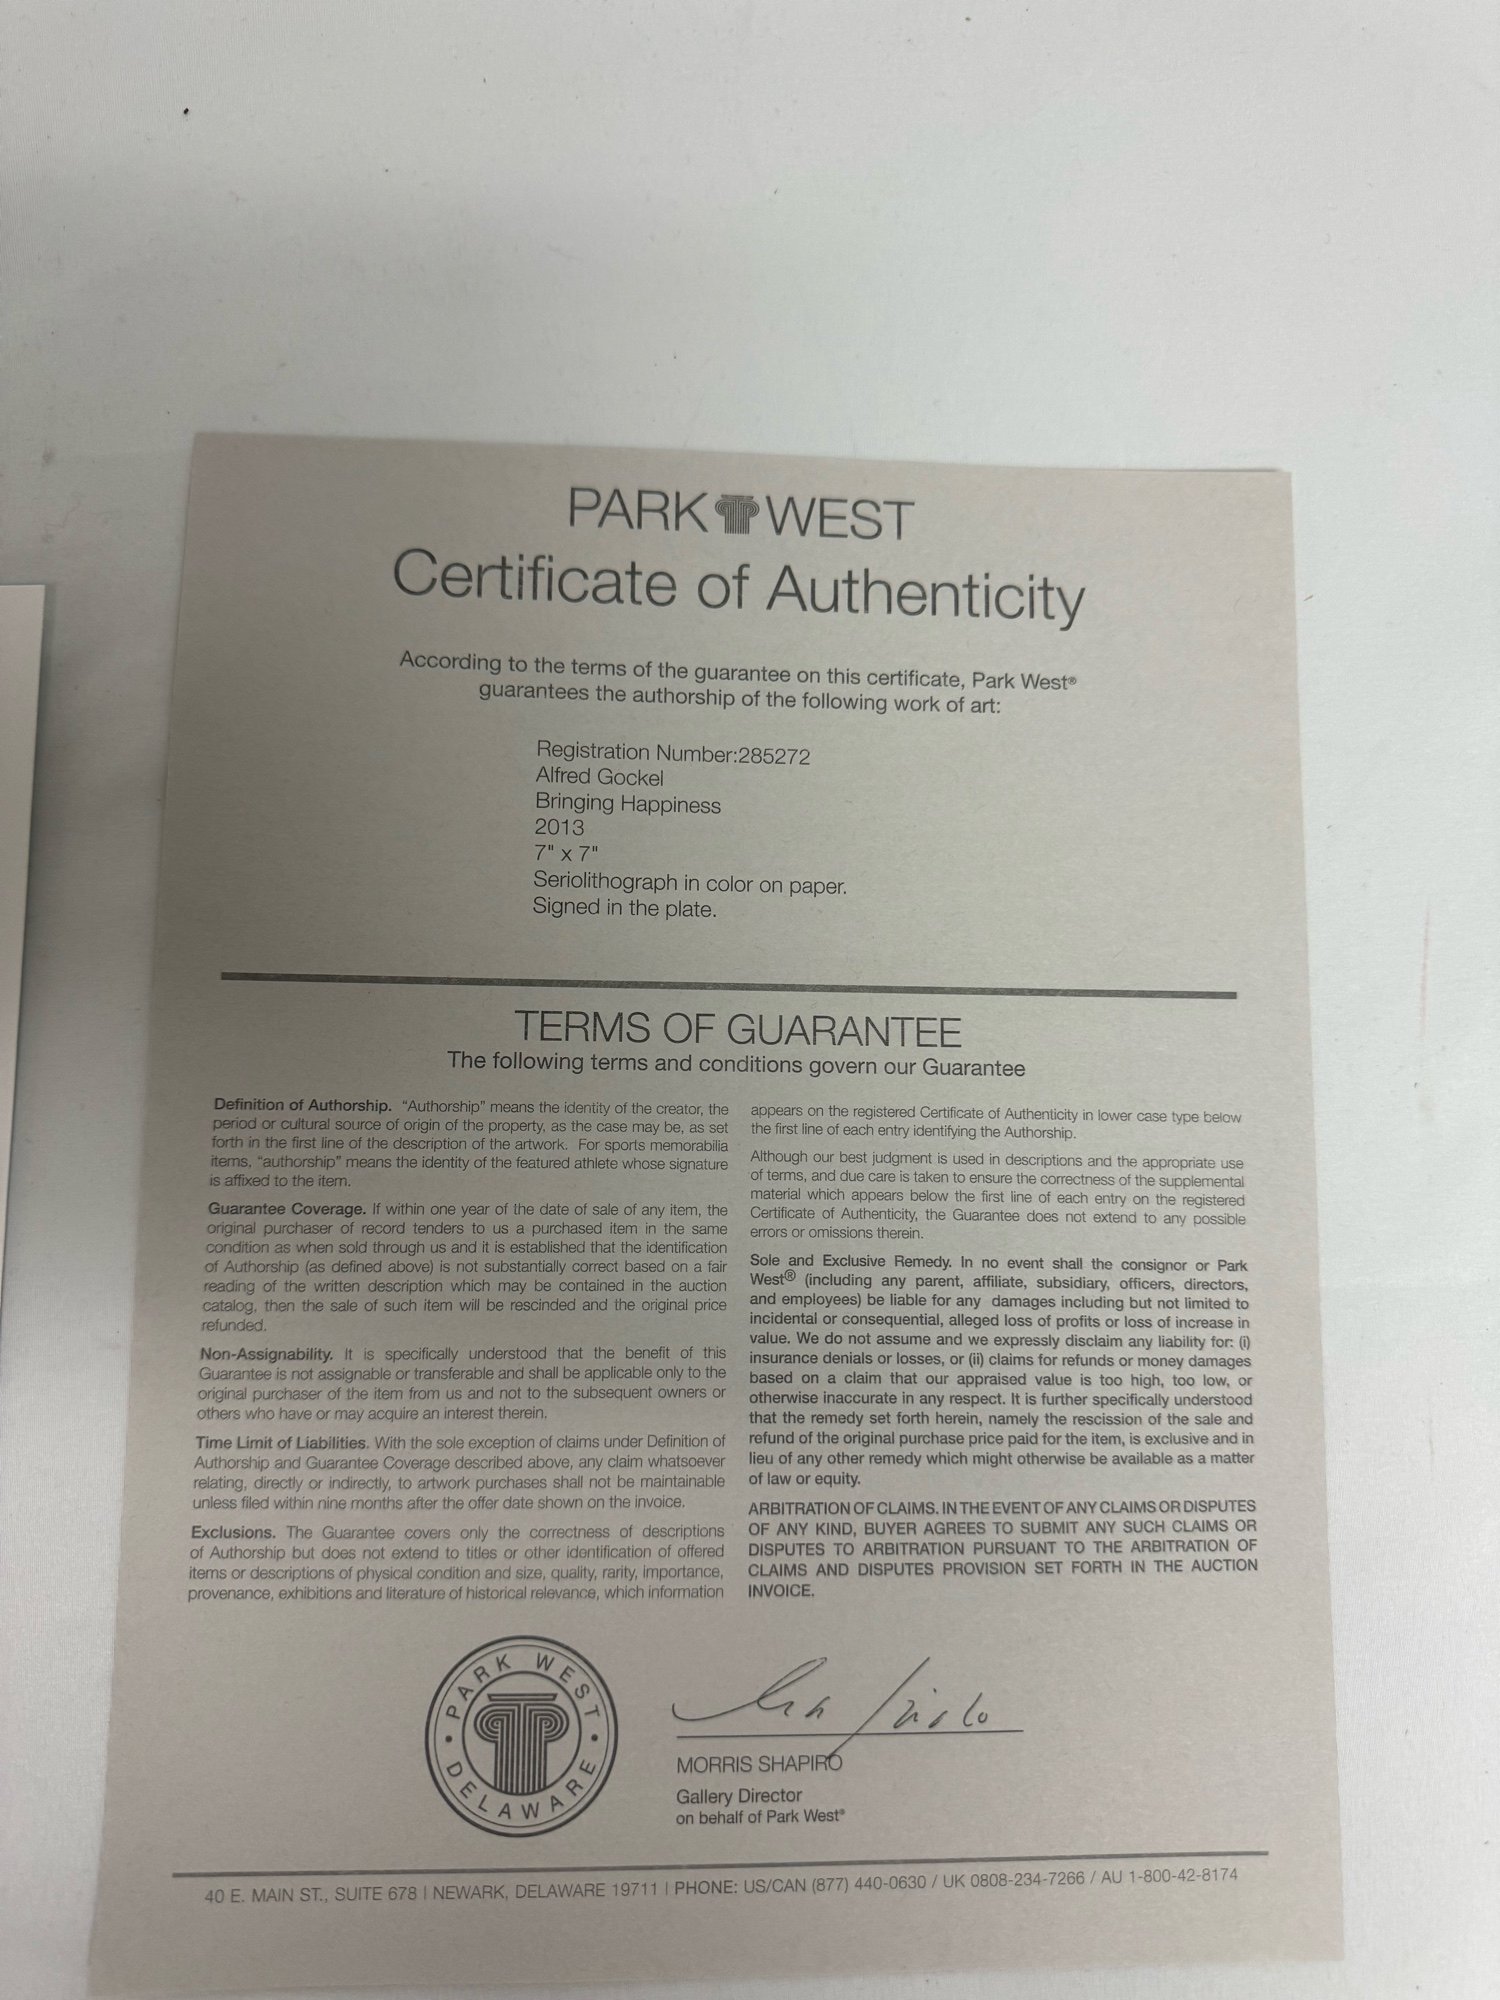 PARK WEST
Certificate of Authenticity
According to the terms of the guarantee on this certificate, Park West®
guarantees the authorship of the following work of art:
Registration Number:285272
Alfred Gockel
Bringing Happiness
2013
7" x 7"
Seriolithograph in color on paper.
Signed in the plate.
TERMS OF GUARANTEE
The following terms and conditions govern our Guarantee
Definition of Authorship. “Authorship” means the identity of the creator, the
period or cultural source of origin of the property, as the case may be, as set
forth in the first line of the description of the artwork. For sports memorabilia
items, “authorship” means the identity of the featured athlete whose signature
is affixed to the item.
Guarantee Coverage. If within one year of the date of sale of any item, the
original purchaser of record tenders to us a purchased item in the same
condition as when sold through us and it is established that the identification
of Authorship (as defined above) is not substantially correct based on a fair
reading of the written description which may be contained in the auction
catalog, then the sale of such item will be rescinded and the original price
refunded.
Non-Assignability. It is specifically understood that the benefit of this
Guarantee is not assignable or transferable and shall be applicable only to the
original purchaser of the item from us and not to the subsequent owners or
others who have or may acquire an interest therein.
Time Limit of Liabilities. With the sole exception of claims under Definition of
Authorship and Guarantee Coverage described above, any claim whatsoever
relating, directly or indirectly, to artwork purchases shall not be maintainable
unless filed within nine months after the offer date shown on the invoice.
Exclusions. The Guarantee covers only the correctness of descriptions
of Authorship but does not extend to titles or other identification of offered
items or descriptions of physical condition and size, quality, rarity, importance,
provenance, exhibitions and literature of historical relevance, which information
appears on the registered Certificate of Authenticity in lower case type below
the first line of each entry identifying the Authorship.
Although our best judgment is used in descriptions and the appropriate use
of terms, and due care is taken to ensure the correctness of the supplemental
material which appears below the first line of each entry on the registered
Certificate of Authenticity, the Guarantee does not extend to any possible
errors or omissions therein.
Sole and Exclusive Remedy. In no event shall the consignor or Park
West® (including any parent, affiliate, subsidiary, officers, directors,
and employees) be liable for any damages including but not limited to
incidental or consequential, alleged loss of profits or loss of increase in
value. We do not assume and we expressly disclaim any liability for: (i)
insurance denials or losses, or (ii) claims for refunds or money damages
based on a claim that our appraised value is too high, too low, or
otherwise inaccurate in any respect. It is further specifically understood
that the remedy set forth herein, namely the rescission of the sale and
refund of the original purchase price paid for the item, is exclusive and in
lieu of any other remedy which might otherwise be available as a matter
of law or equity.
ARBITRATION OF CLAIMS. IN THE EVENT OF ANY CLAIMS OR DISPUTES
OF ANY KIND, BUYER AGREES TO SUBMIT ANY SUCH CLAIMS OR
DISPUTES TO ARBITRATION PURSUANT TO THE ARBITRATION OF
CLAIMS AND DISPUTES PROVISION SET FORTH IN THE AUCTION
INVOICE.
PARK WEST
• DELAWARE •
MORRIS SHAPIRO
Gallery Director
on behalf of Park West®
40 E. MAIN ST., SUITE 678 | NEWARK, DELAWARE 19711 | PHONE: US/CAN (877) 440-0630 / UK 0808-234-7266 / AU 1-800-42-8174